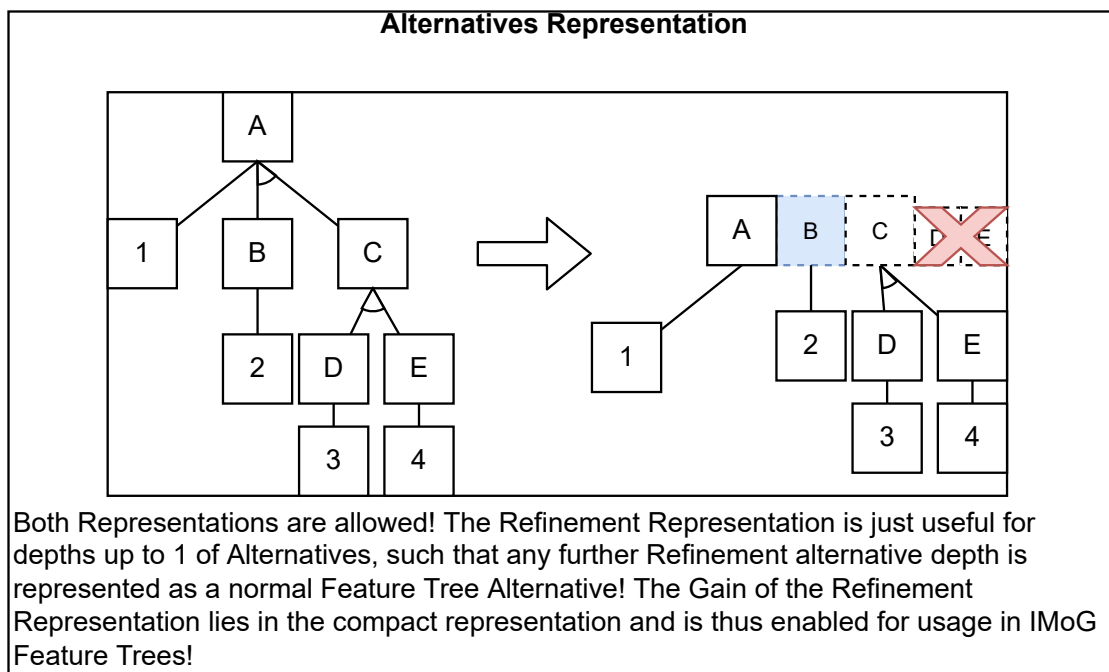 Alternatives Representation
A
1
B
C
2
D
E
3
4
A
B
C
D
E
1
2
D
E
3
4
Both Representations are allowed! The Refinement Representation is just useful for
depths up to 1 of Alternatives, such that any further Refinement alternative depth is
represented as a normal Feature Tree Alternative! The Gain of the Refinement
Representation lies in the compact representation and is thus enabled for usage in IMoG
Feature Trees!